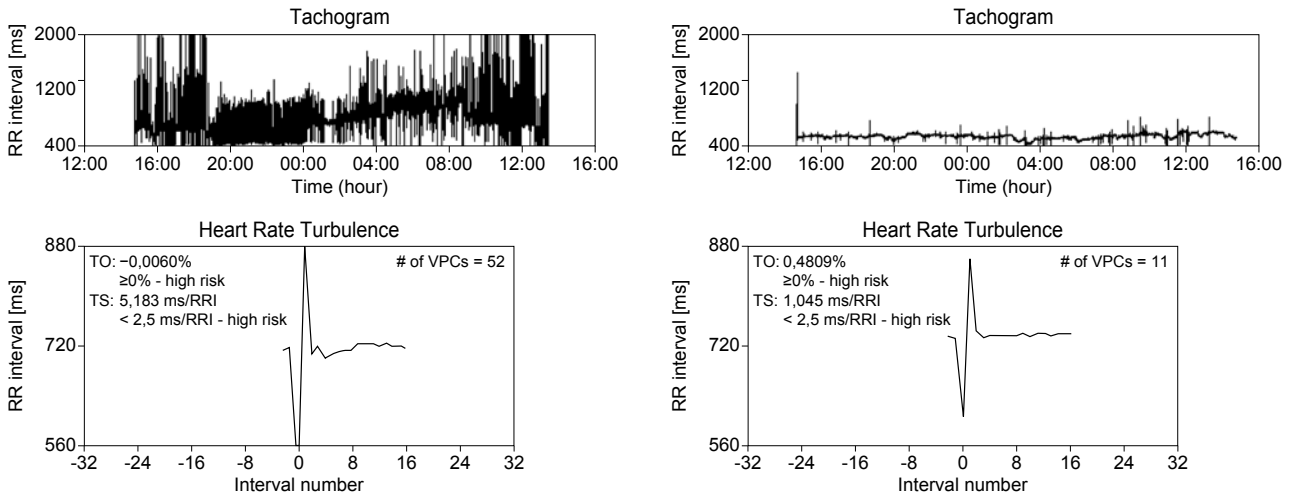 Tachogram
RR interval [ms]
2000
1200
400
12:00 16:00 20:00 00:00 04:00 08:00 12:00 16:00
Time (hour)
Tachogram
RR interval [ms]
2000
1200
400
12:00 16:00 20:00 00:00 04:00 08:00 12:00 16:00
Time (hour)
Heart Rate Turbulence
RR interval [ms]
880
720
560
TO: −0,0060%
≥0% - high risk
TS: 5,183 ms/RRI
< 2,5 ms/RRI - high risk
# of VPCs = 52
-32 -24 -16 -8 0 8 16 24 32
Interval number
Heart Rate Turbulence
RR interval [ms]
880
720
560
TO: 0,4809%
≥0% - high risk
TS: 1,045 ms/RRI
< 2,5 ms/RRI - high risk
# of VPCs = 11
-32 -24 -16 -8 0 8 16 24 32
Interval number